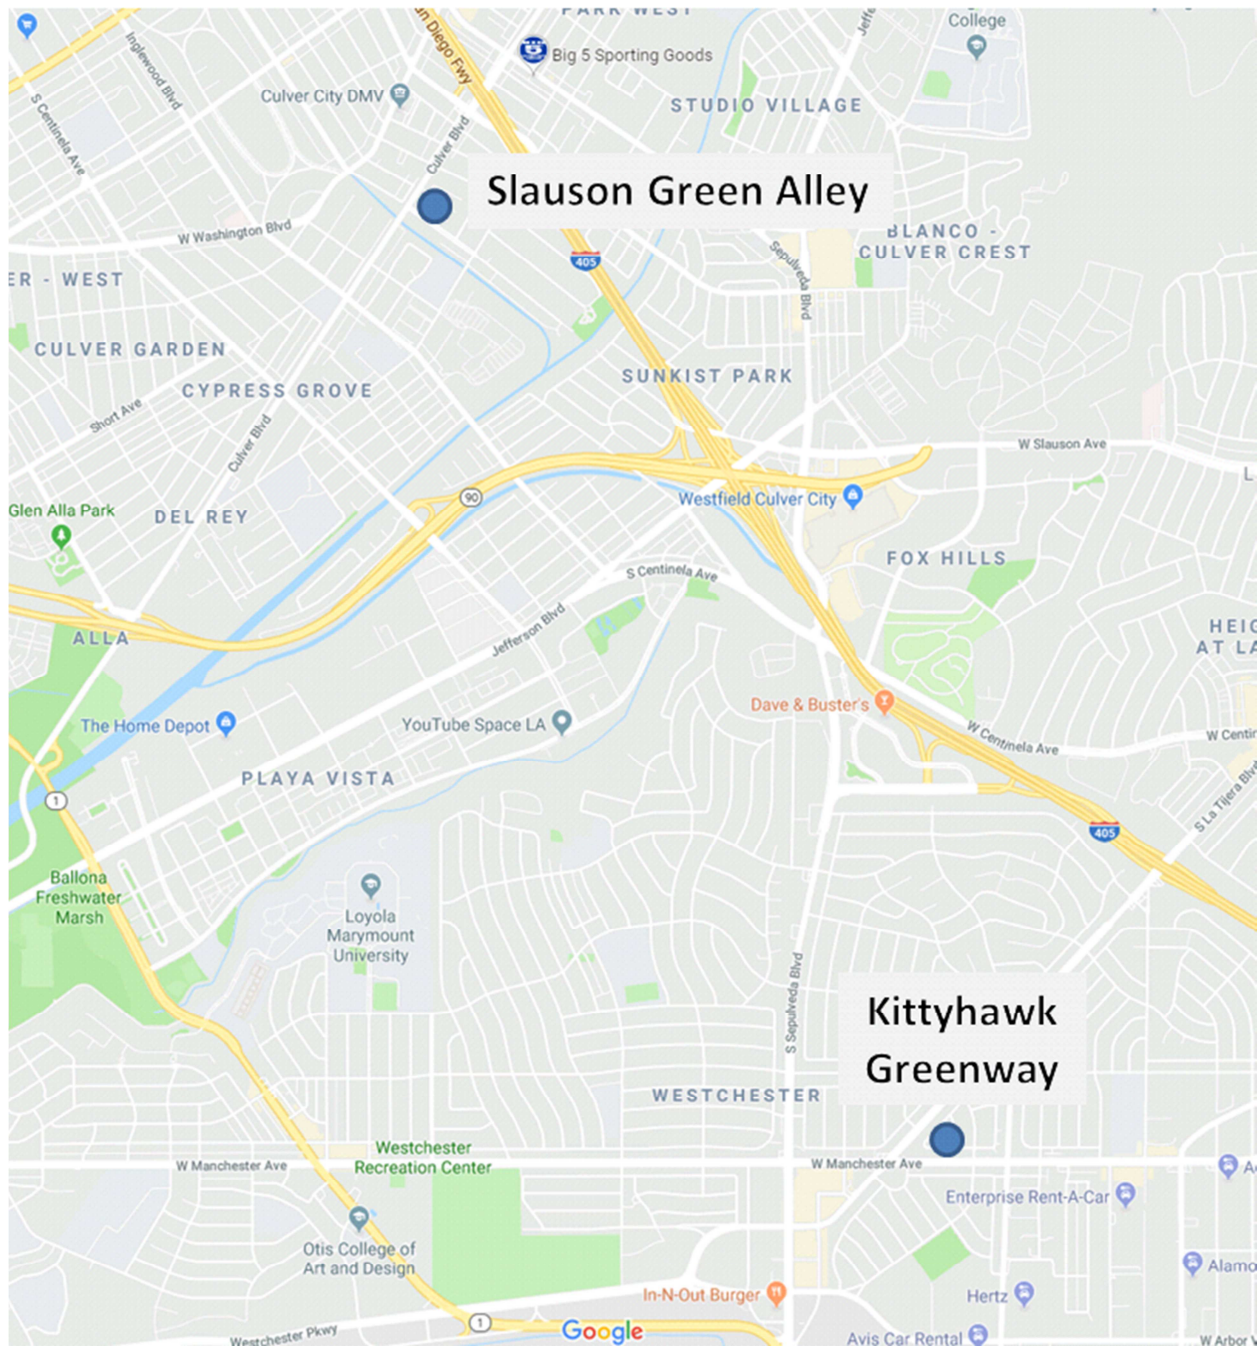 PARK WEST
College
San Diego Fwy
Inglewood Blvd
Big 5 Sporting Goods
Culver City DMV
STUDIO VILLAGE
S Centinela Ave
Culver Blvd
Slauson Green Alley
W Washington Blvd
BLANCO -
CULVER CREST
Sepulveda Blvd
405
ER - WEST
CULVER GARDEN
SUNKIST PARK
CYPRESS GROVE
Short Ave
Culver Blvd
W Slauson Ave
90
Westfield Culver City
Glen Alla Park
DEL REY
FOX HILLS
S Centinela Ave
Jefferson Blvd
ALLA
HEIG
AT LA
Dave & Buster's
The Home Depot
YouTube Space LA
W Centinela Ave
W Centin
PLAYA VISTA
S La Tijera Blvd
1
405
Ballona
Freshwater
Marsh
Loyola
Marymount
University
S Sepulveda Blvd
Kittyhawk
Greenway
WESTCHESTER
Westchester
Recreation Center
W Manchester Ave
W Manchester Ave
Enterprise Rent-A-Car
Otis College of
Art and Design
Alamo
In-N-Out Burger
Hertz
1
Westchester Pkwy
Google
Avis Car Rental
W Arbor V